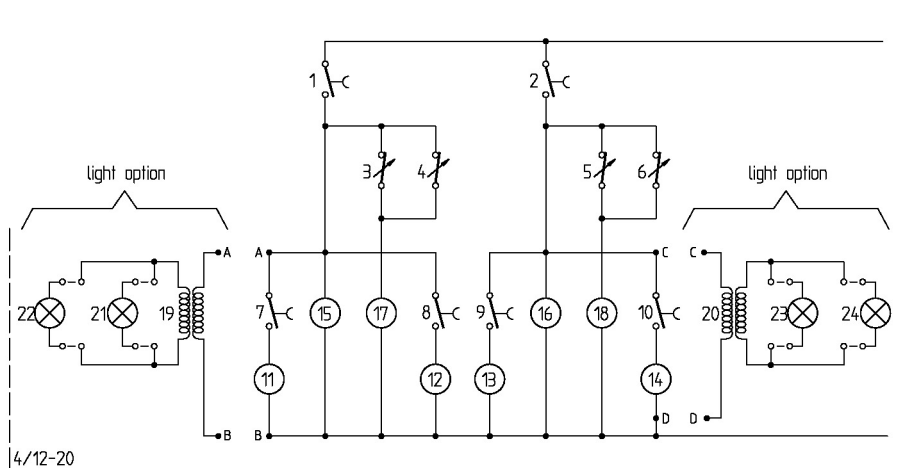 1 2
3 4 5 6
light option light option
A A C C
22 21 19 7 15 17 8 9 16 18 10 20 23 24
11 12 13 14
D D
B B
4/12-20